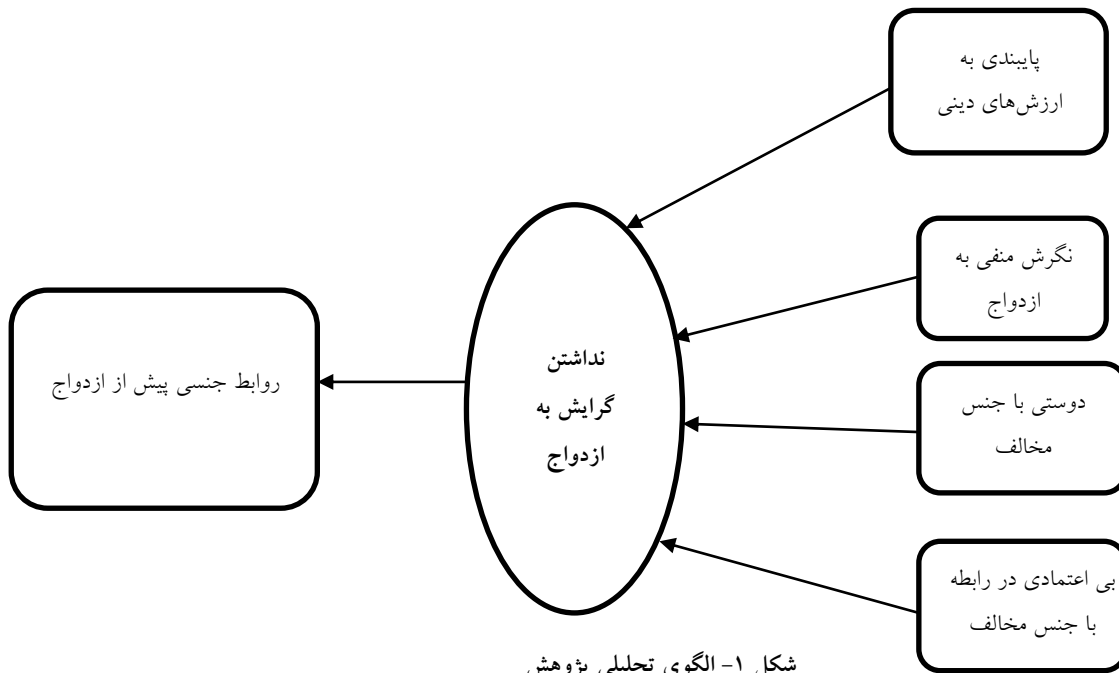 پایبندی به
ارزش‌های دینی
نگرش منفی به
ازدواج
دوستی با جنس
مخالف
بی اعتمادی در رابطه
با جنس مخالف
نداشتن
گرایش به
ازدواج
روابط جنسی پیش از ازدواج
شکل ۱- الگوی تحلیلی پژوهش